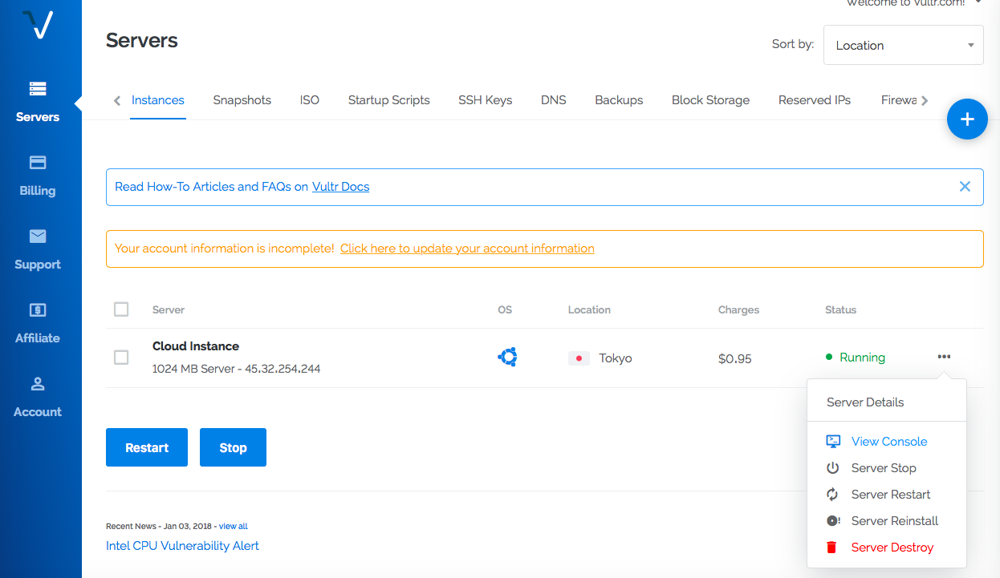 Welcome to Vultr.com!
Servers
Sort by:
Location
Instances
Snapshots
ISO
Startup Scripts
SSH Keys
DNS
Backups
Block Storage
Reserved IPs
Firewa
Servers
Billing
Support
Affiliate
Account
Read How-To Articles and FAQs on Vultr Docs
Your account information is incomplete! Click here to update your account information
Server
OS
Location
Charges
Status
Cloud Instance
1024 MB Server - 45.32.254.244
Tokyo
$0.95
Running
Server Details
View Console
Server Stop
Server Restart
Server Reinstall
Server Destroy
Restart
Stop
Recent News - Jan 03, 2018 - view all
Intel CPU Vulnerability Alert